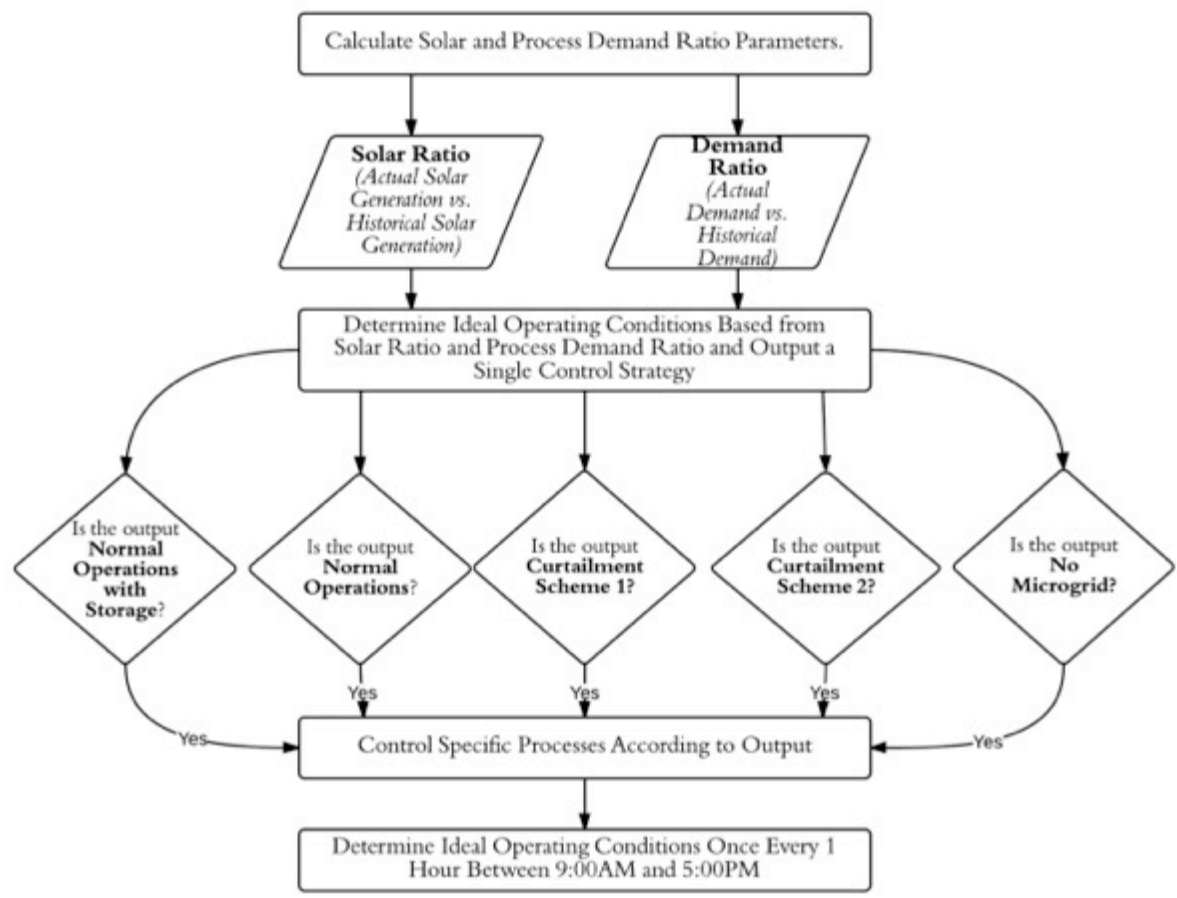 Calculate Solar and Process Demand Ratio Parameters.
Solar Ratio
(Actual Solar
Generation vs.
Historical Solar
Generation)
Demand
Ratio
(Actual
Demand vs.
Historical
Demand)
Determine Ideal Operating Conditions Based from
Solar Ratio and Process Demand Ratio and Output a
Single Control Strategy
Is the output
Normal
Operations
with
Storage?
Is the output
Normal
Operations?
Is the output
Curtailment
Scheme 1?
Is the output
Curtailment
Scheme 2?
Is the output
No
Microgrid?
Yes
Yes
Yes
Yes
Yes
Control Specific Processes According to Output
Determine Ideal Operating Conditions Once Every 1
Hour Between 9:00AM and 5:00PM